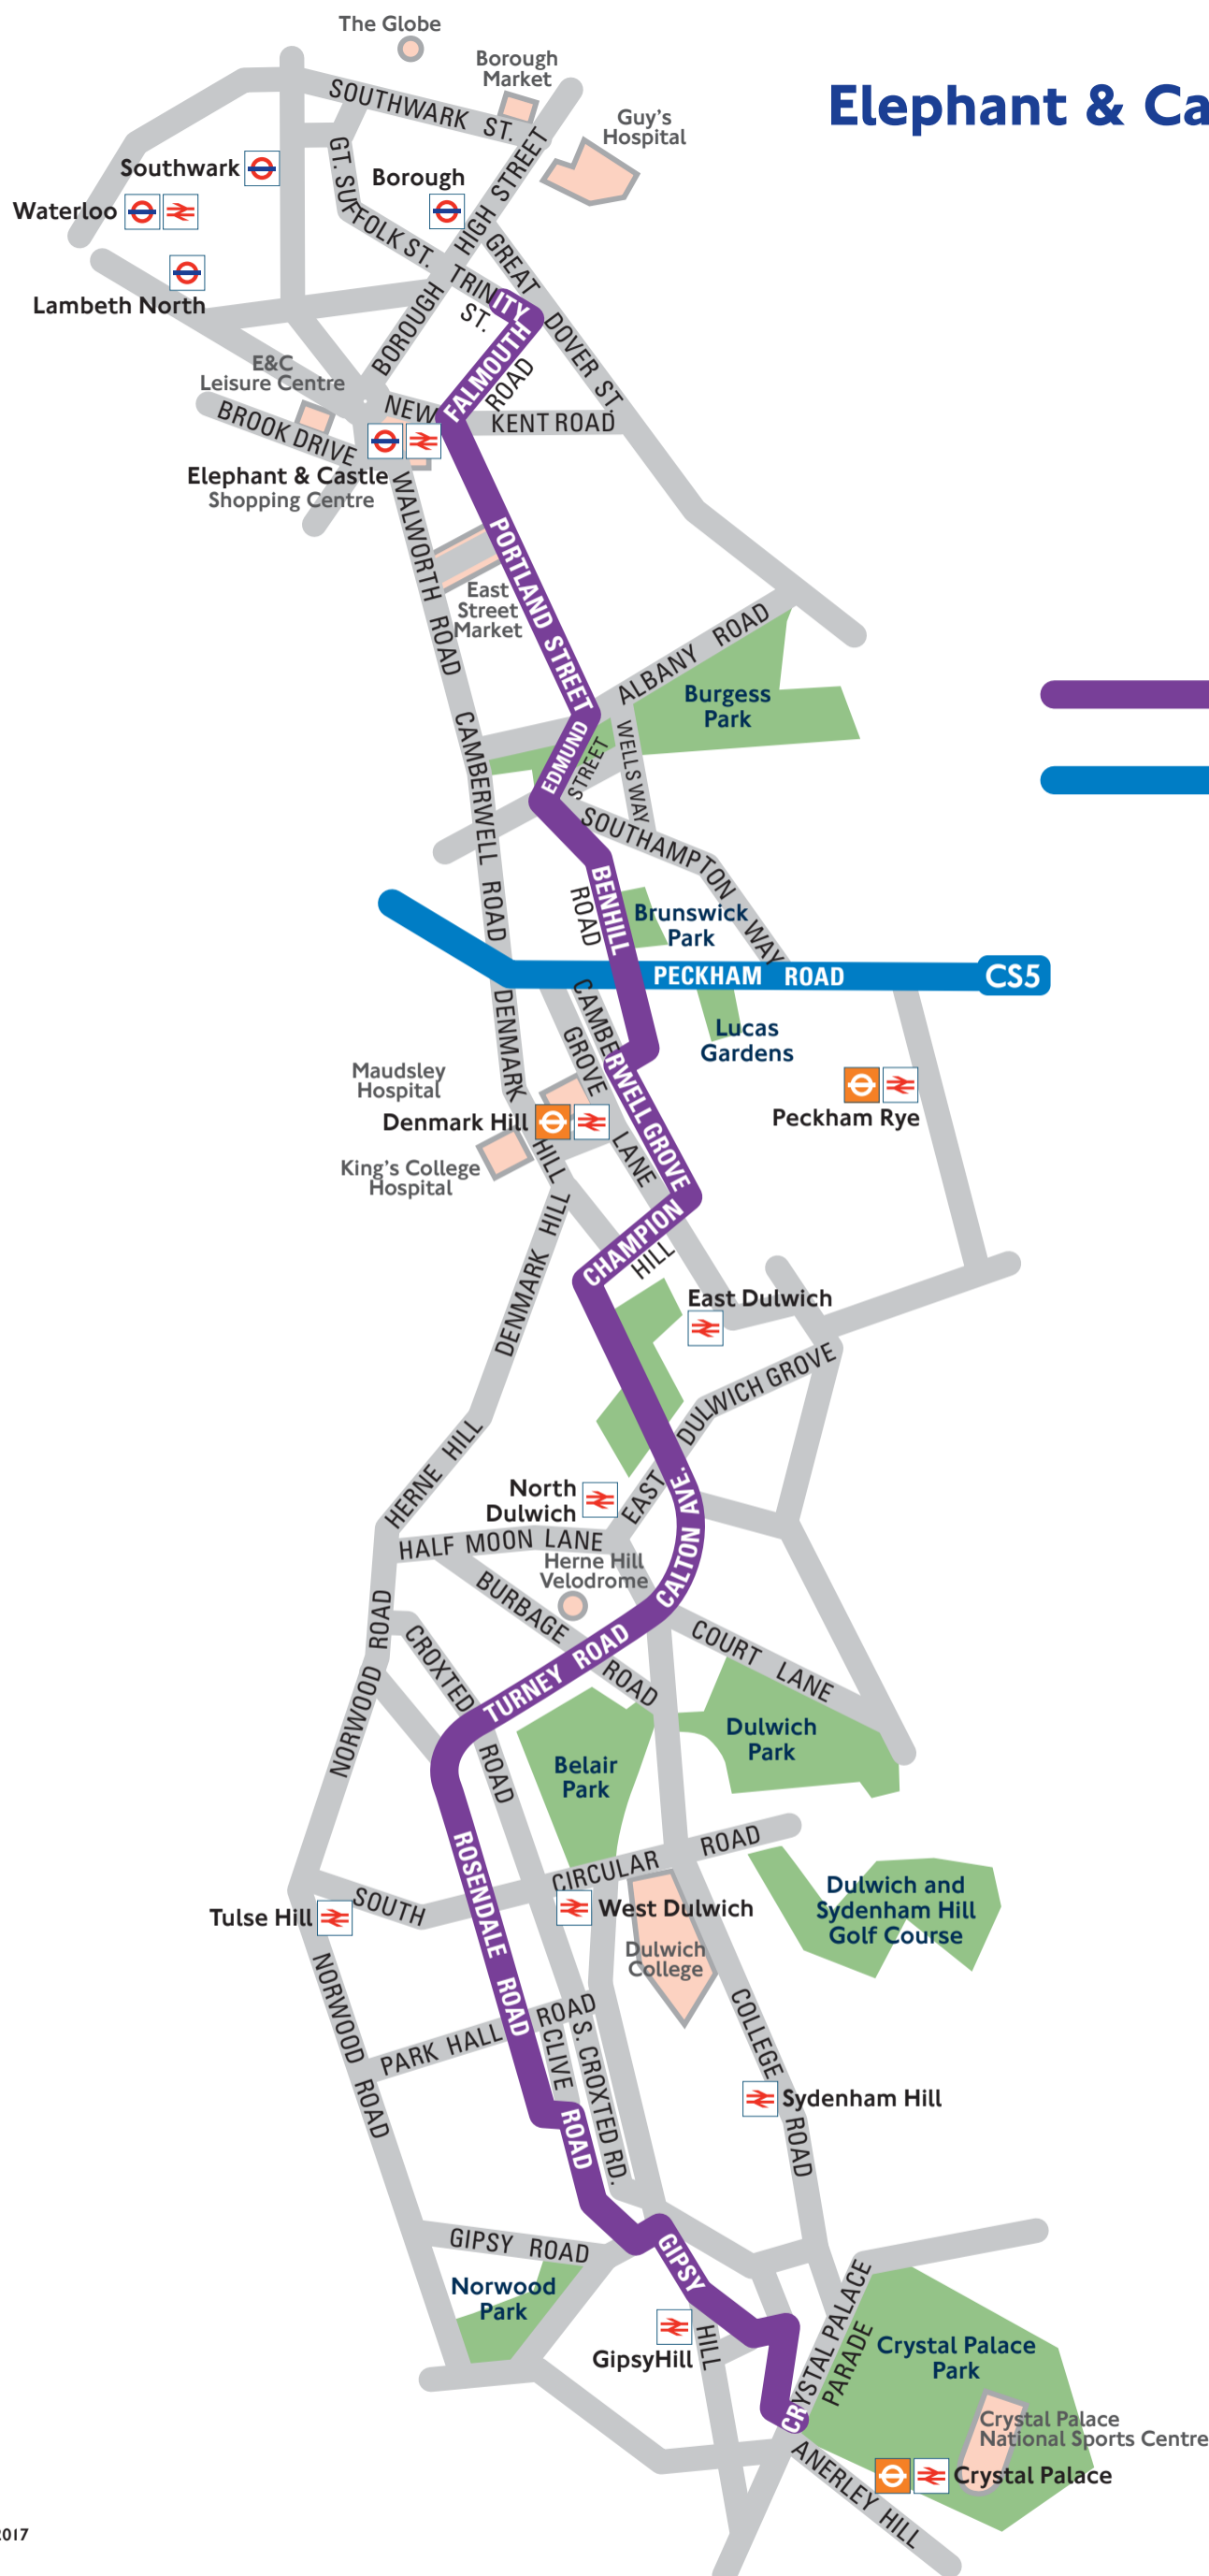 The Globe
Borough
Market
Elephant & Ca
SOUTHWARK ST.
Guy's
Hospital
Southwark
GT. SUFFOLK ST.
Borough
Waterloo
BOROUGH HIGH STREET
GREAT DOVER ST.
Lambeth North
TRINITY
ST.
FALMOUTH
ROAD
E&C
Leisure Centre
BROOK DRIVE
NEW KENT ROAD
Elephant & Castle
Shopping Centre
WALWORTH ROAD
PORTLAND STREET
East
Street
Market
ALBANY ROAD
Burgess
Park
CAMBERWELL ROAD
EDMUND
STREET
WELLS WAY
SOUTHAMPTON WAY
BENHILL
ROAD
Brunswick
Park
PECKHAM ROAD
CS5
Lucas
Gardens
DENMARK HILL
CAMBERWELL GROVE
GROVE LANE
Maudsley
Hospital
Denmark Hill
Peckham Rye
King's College
Hospital
CHAMPION
HILL
DENMARK HILL
East Dulwich
EAST DULWICH GROVE
HERNE HILL
North
Dulwich
CALTON AVE.
HALF MOON LANE
Herne Hill
Velodrome
BURBAGE ROAD
NORWOOD ROAD
CROXTED ROAD
TURNEY ROAD
COURT LANE
Dulwich
Park
Belair
Park
ROSENDALE ROAD
SOUTH CIRCULAR ROAD
Tulse Hill
West Dulwich
Dulwich and
Sydenham Hill
Golf Course
Dulwich
College
NORWOOD ROAD
PARK HALL ROAD
CLIVE ROAD
S. CROXTED RD.
COLLEGE ROAD
Sydenham Hill
GIPSY ROAD
GIPSY HILL
Norwood
Park
GipsyHill
CRYSTAL PALACE
PARADE
Crystal Palace
Park
Crystal Palace
National Sports Centre
Crystal Palace
ANERLEY HILL
2017